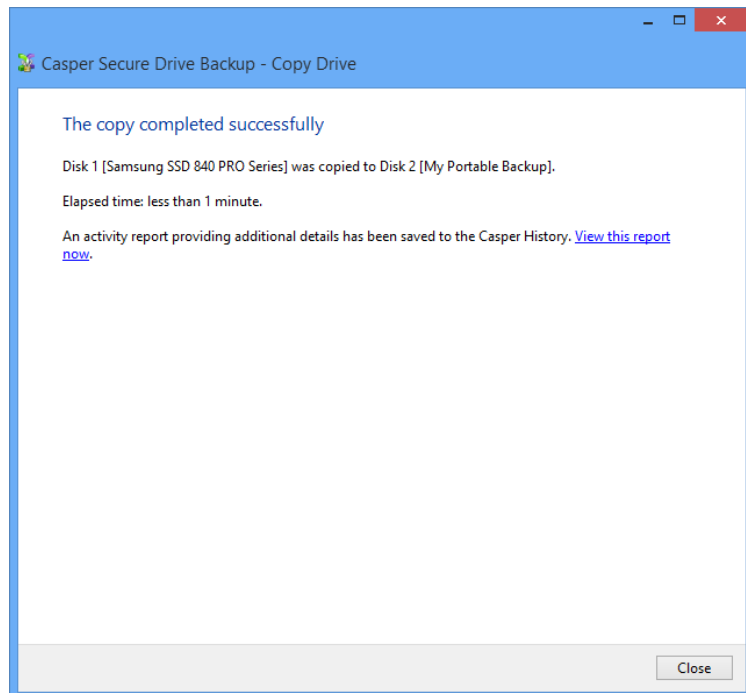 Casper Secure Drive Backup - Copy Drive
The copy completed successfully
Disk 1 [Samsung SSD 840 PRO Series] was copied to Disk 2 [My Portable Backup].
Elapsed time: less than 1 minute.
An activity report providing additional details has been saved to the Casper History. View this report
now.
Close